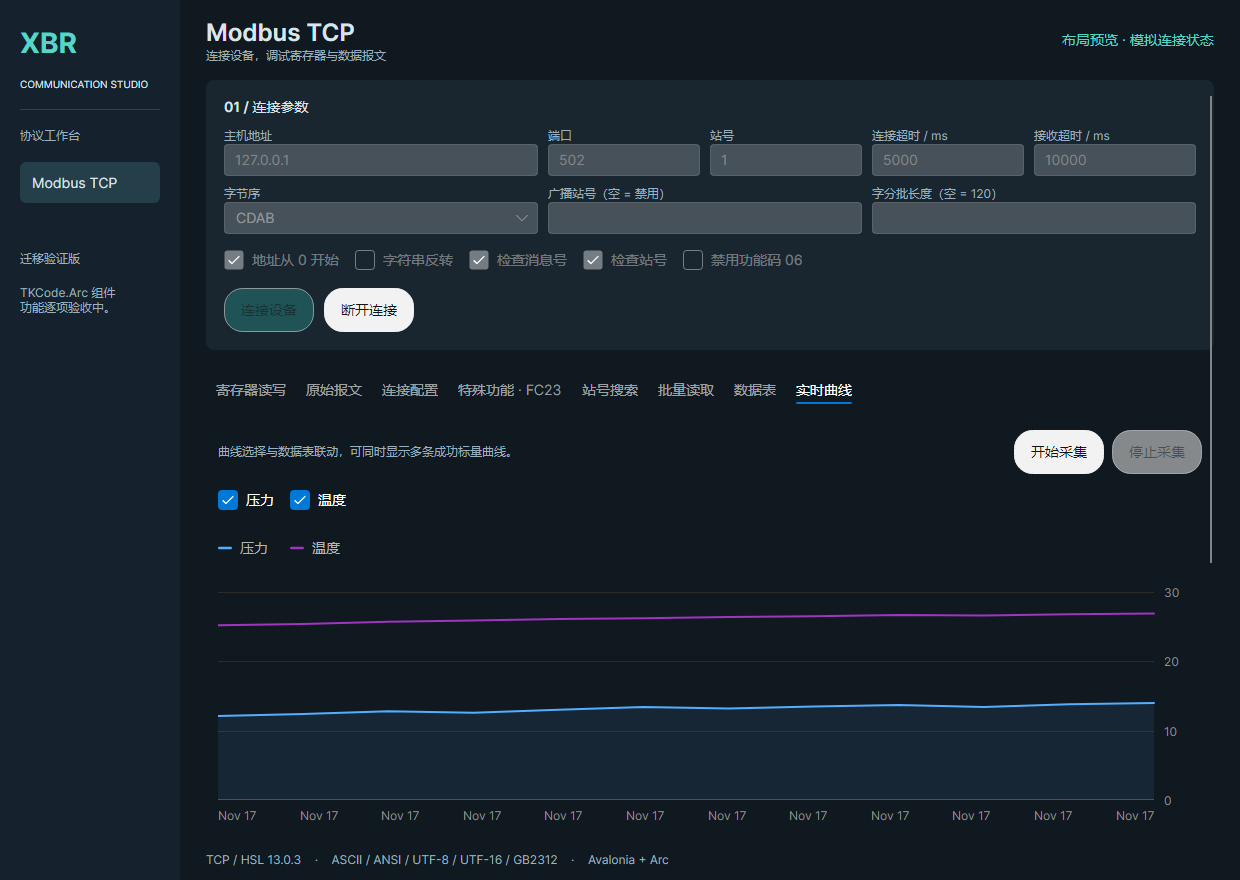 XBR
COMMUNICATION STUDIO
协议工作台
Modbus TCP
迁移验证版
TKCode.Arc 组件
功能逐项验收中。
Modbus TCP
连接设备，调试寄存器与数据报文
布局预览 · 模拟连接状态
01 / 连接参数
主机地址 端口 站号 连接超时 / ms 接收超时 / ms
127.0.0.1 502 1 5000 10000
字节序 广播站号（空 = 禁用） 字分批长度（空 = 120）
CDAB
地址从 0 开始 字符串反转 检查消息号 检查站号 禁用功能码 06
连接设备 断开连接
寄存器读写 原始报文 连接配置 特殊功能 · FC23 站号搜索 批量读取 数据表 实时曲线
曲线选择与数据表联动，可同时显示多条成功标量曲线。
开始采集 停止采集
压力 温度
压力 温度
30
20
10
0
Nov 17 Nov 17 Nov 17 Nov 17 Nov 17 Nov 17 Nov 17 Nov 17 Nov 17 Nov 17 Nov 17 Nov 17
TCP / HSL 13.0.3 · ASCII / ANSI / UTF-8 / UTF-16 / GB2312 · Avalonia + Arc